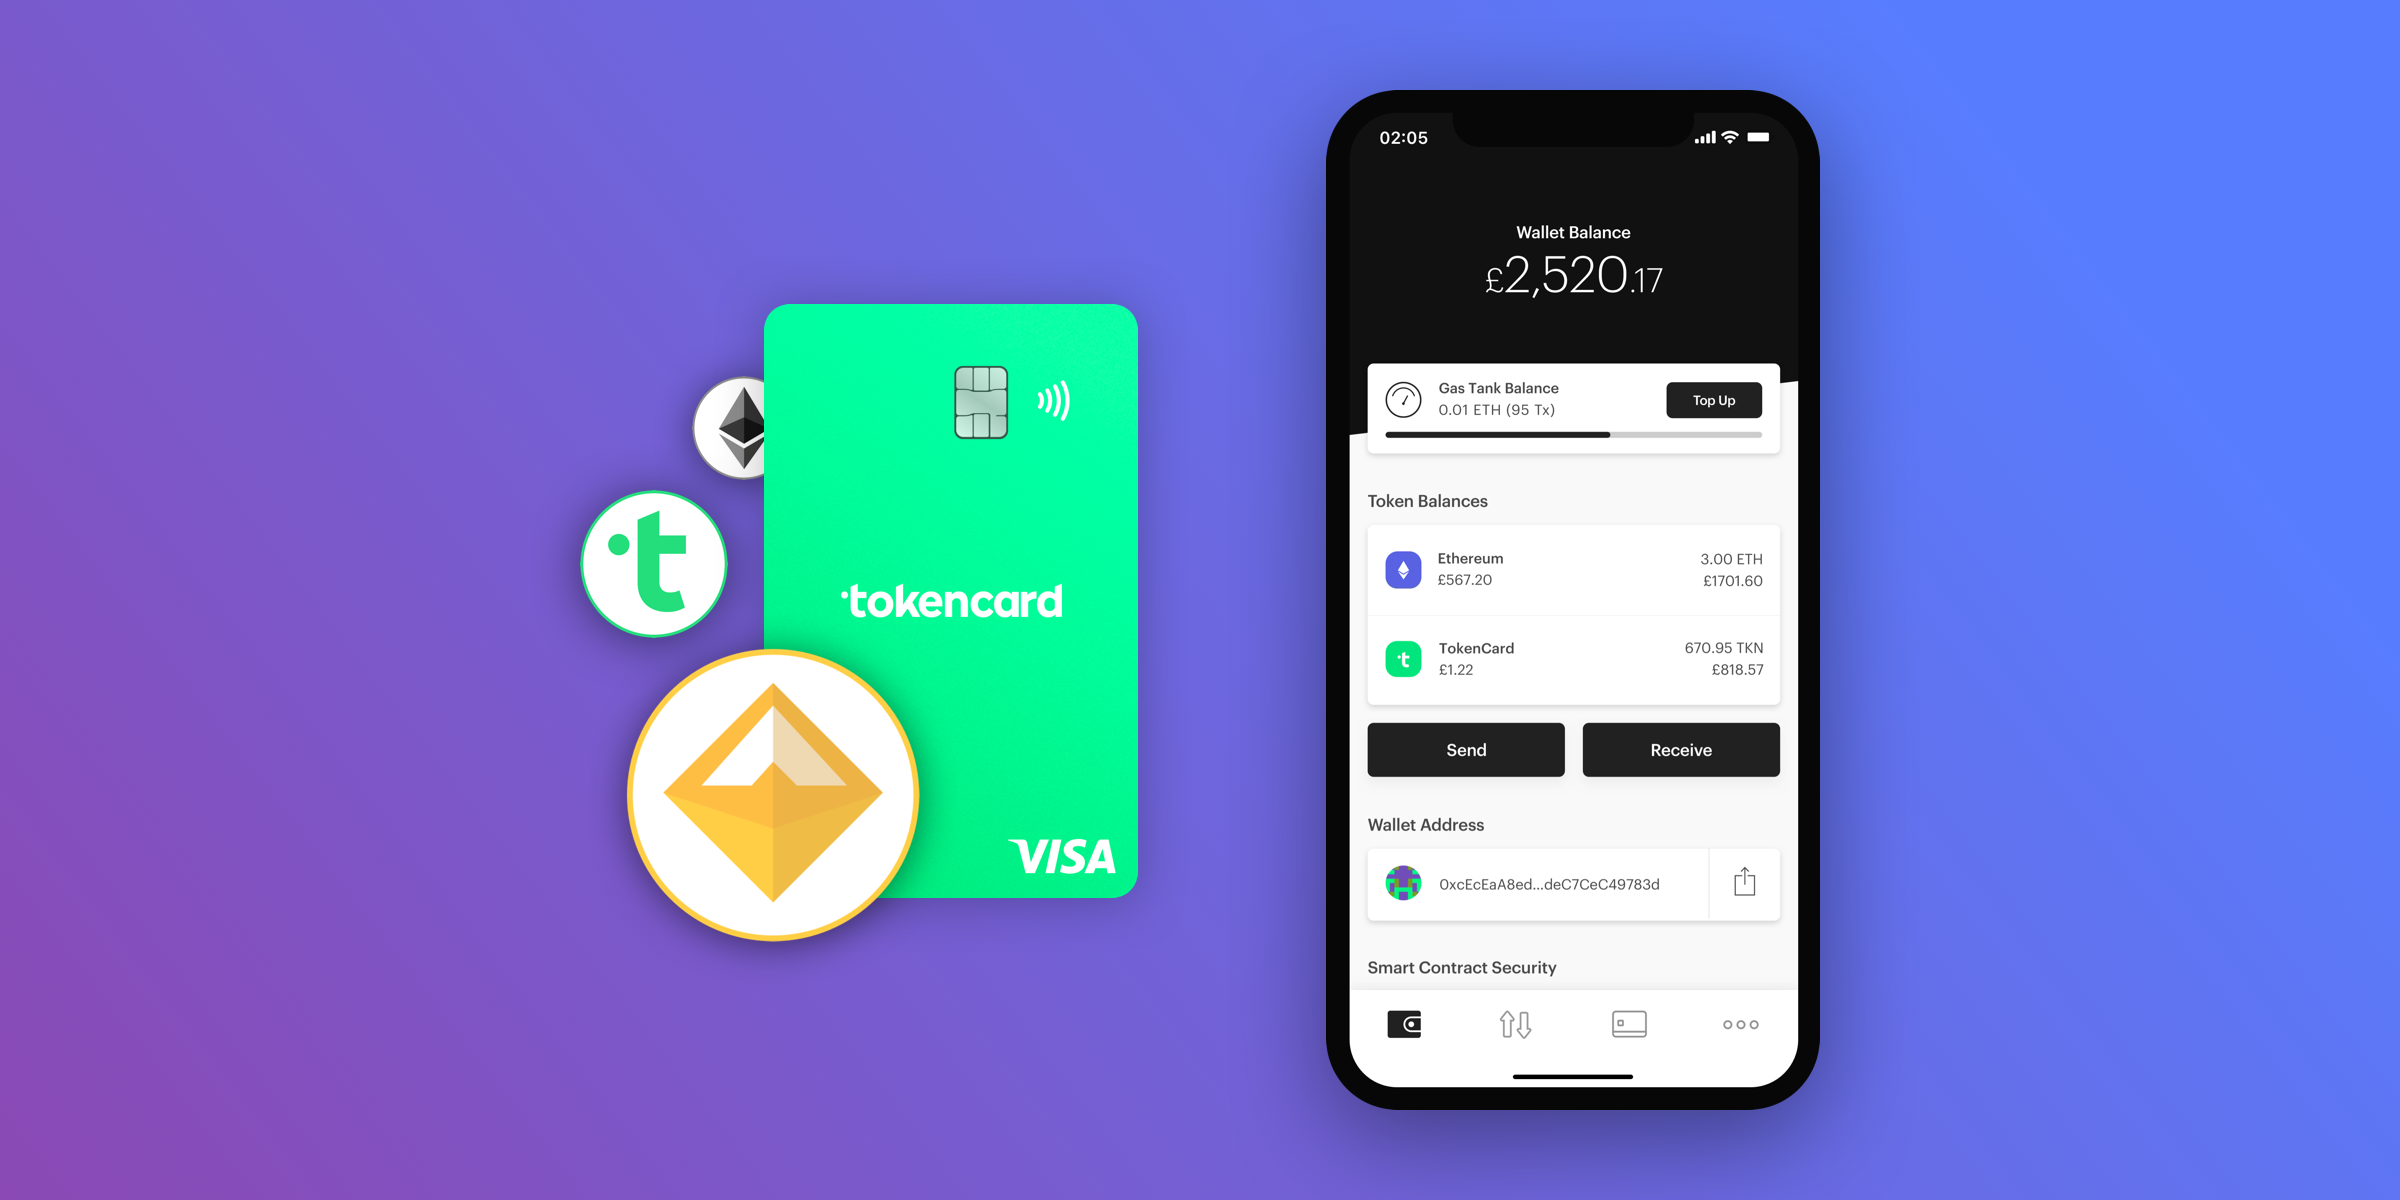 tokencard
VISA
02:05
Wallet Balance
£2,520.17
Gas Tank Balance
0.01 ETH (95 Tx)
Top Up
Token Balances
Ethereum
3.00 ETH
£567.20
£1701.60
TokenCard
670.95 TKN
£1.22
£818.57
Send
Receive
Wallet Address
0xcEcEaA8ed...deC7CeC49783d
Smart Contract Security